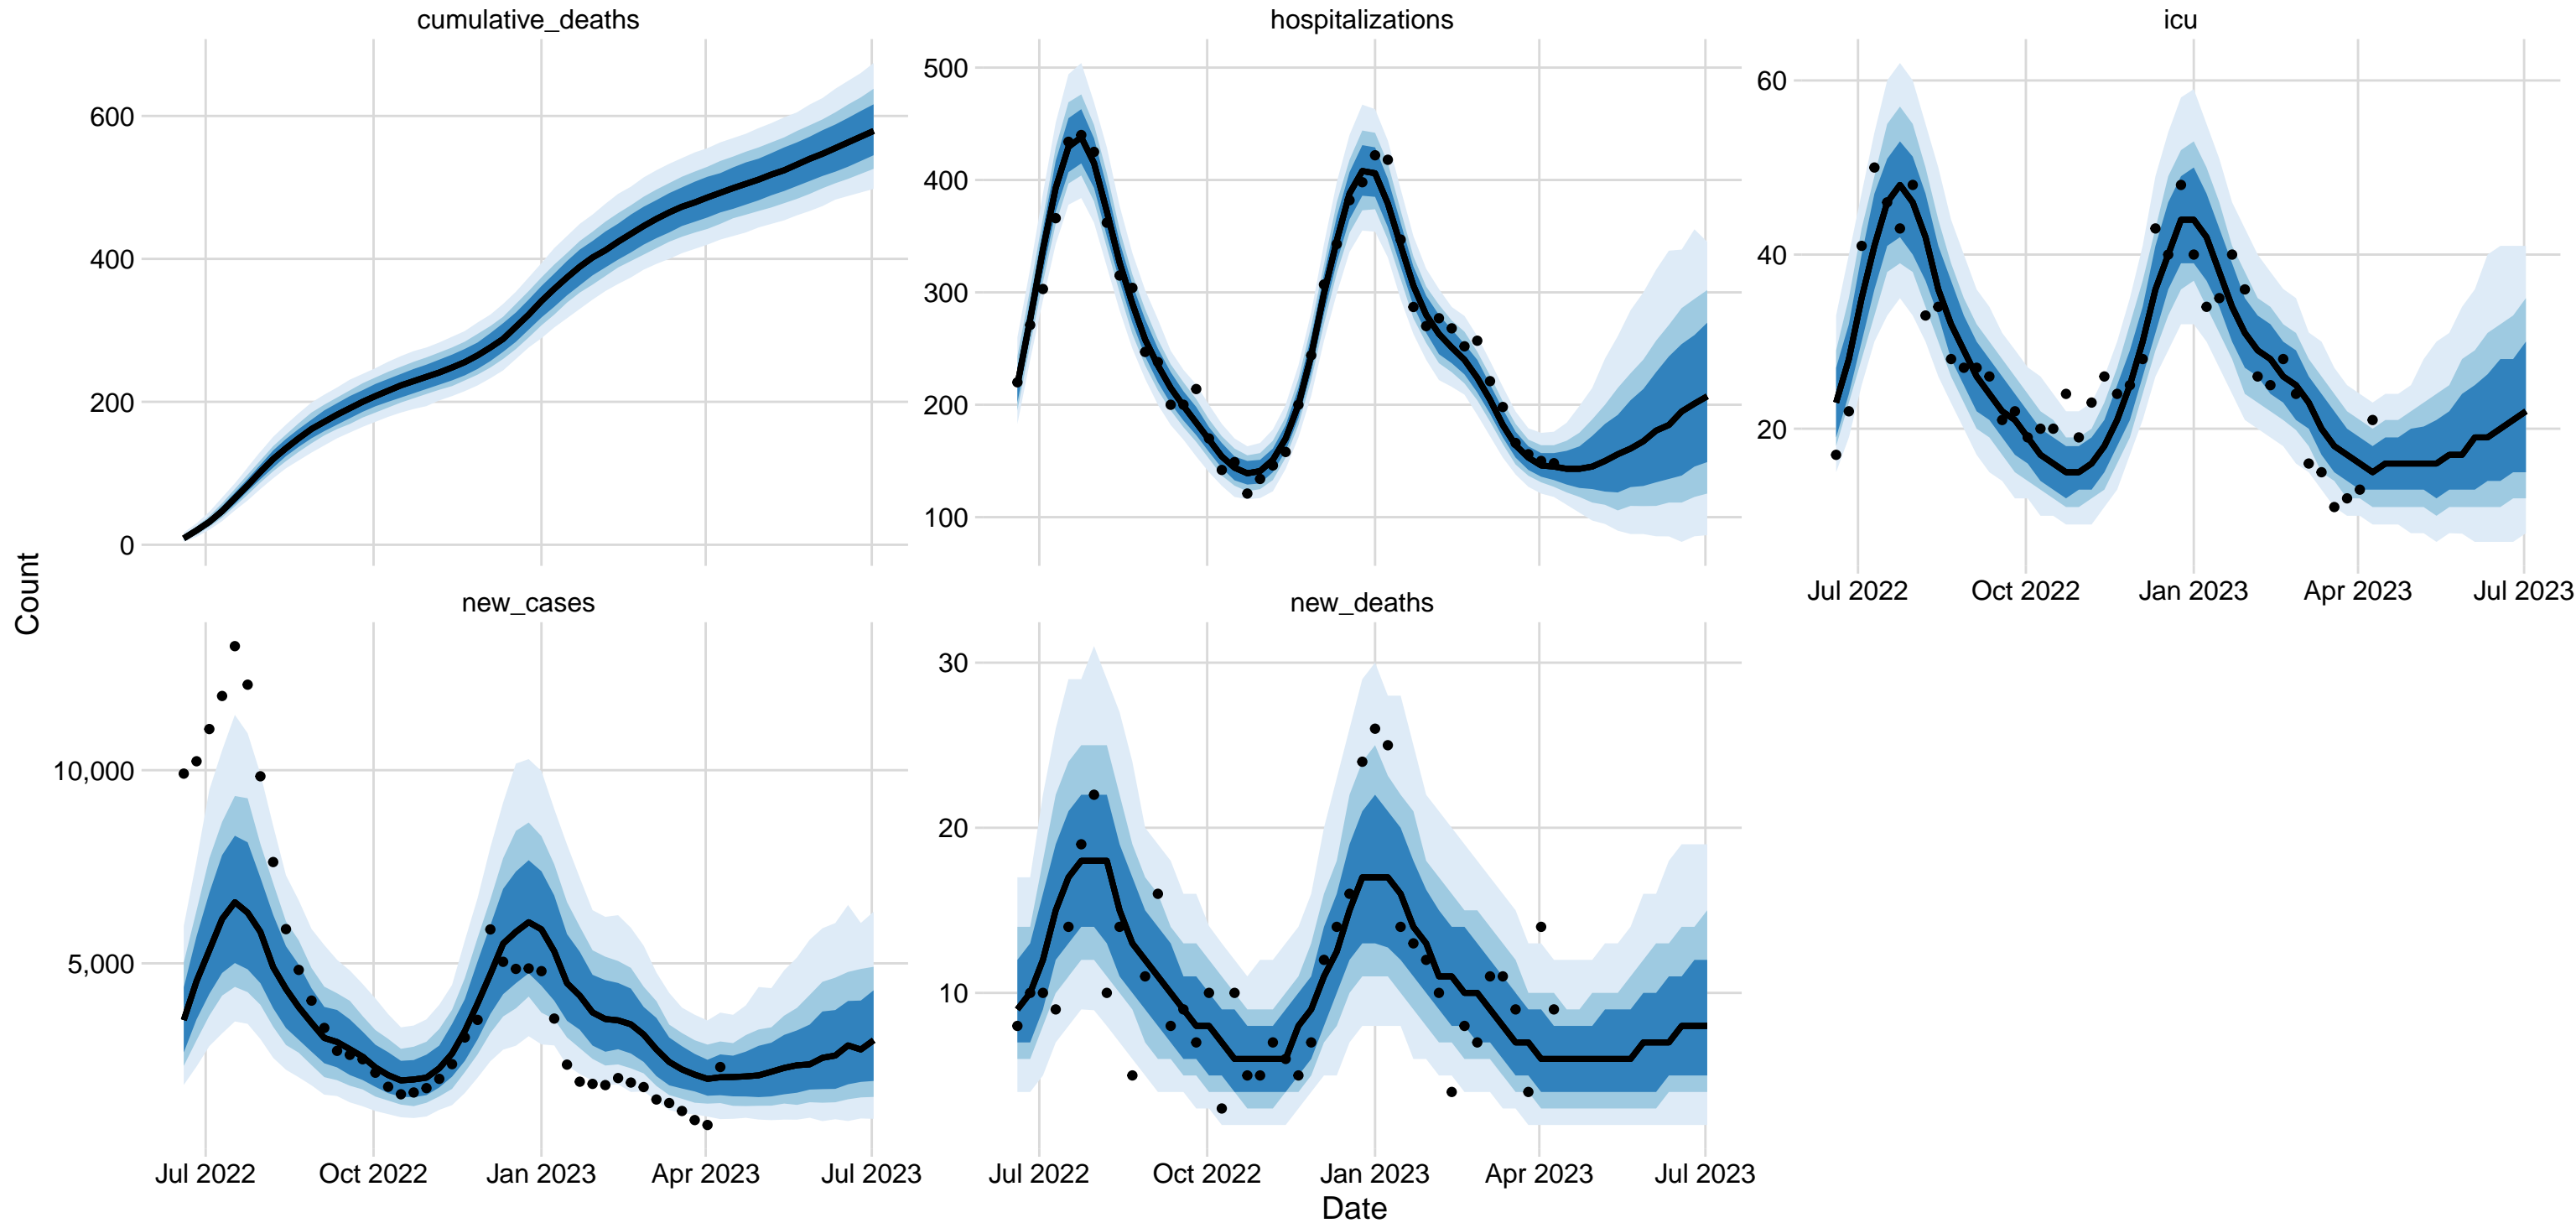 cumulative_deaths
hospitalizations
icu
600
400
200
0
500
400
300
200
100
60
40
20
Jul 2022 Oct 2022 Jan 2023 Apr 2023 Jul 2023
Count
new_cases
new_deaths
10,000
5,000
30
20
10
Jul 2022 Oct 2022 Jan 2023 Apr 2023 Jul 2023
Jul 2022 Oct 2022 Jan 2023 Apr 2023 Jul 2023
Date